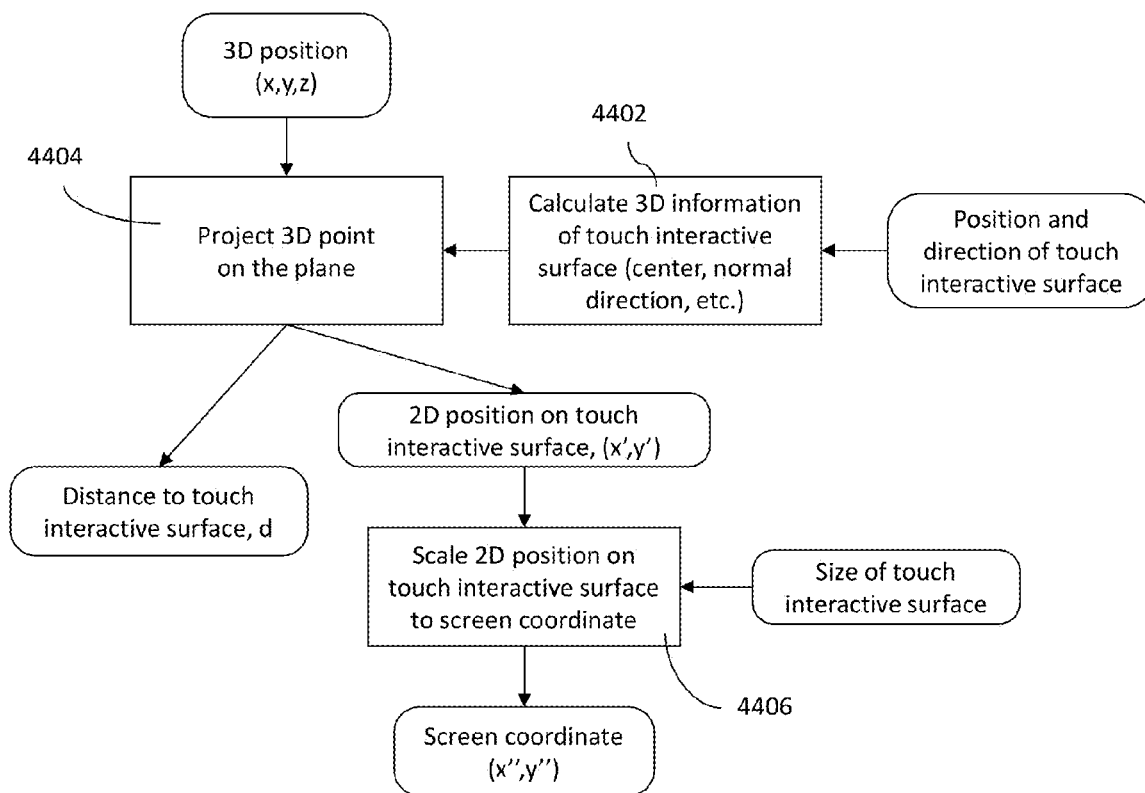 3D position
(x,y,z)
4402
4404
Project 3D point
on the plane
Calculate 3D information
of touch interactive
surface (center, normal
direction, etc.)
Position and
direction of touch
interactive surface
2D position on touch
interactive surface, (x',y')
Distance to touch
interactive surface, d
Scale 2D position on
touch interactive surface
to screen coordinate
Size of touch
interactive surface
4406
Screen coordinate
(x'',y'')